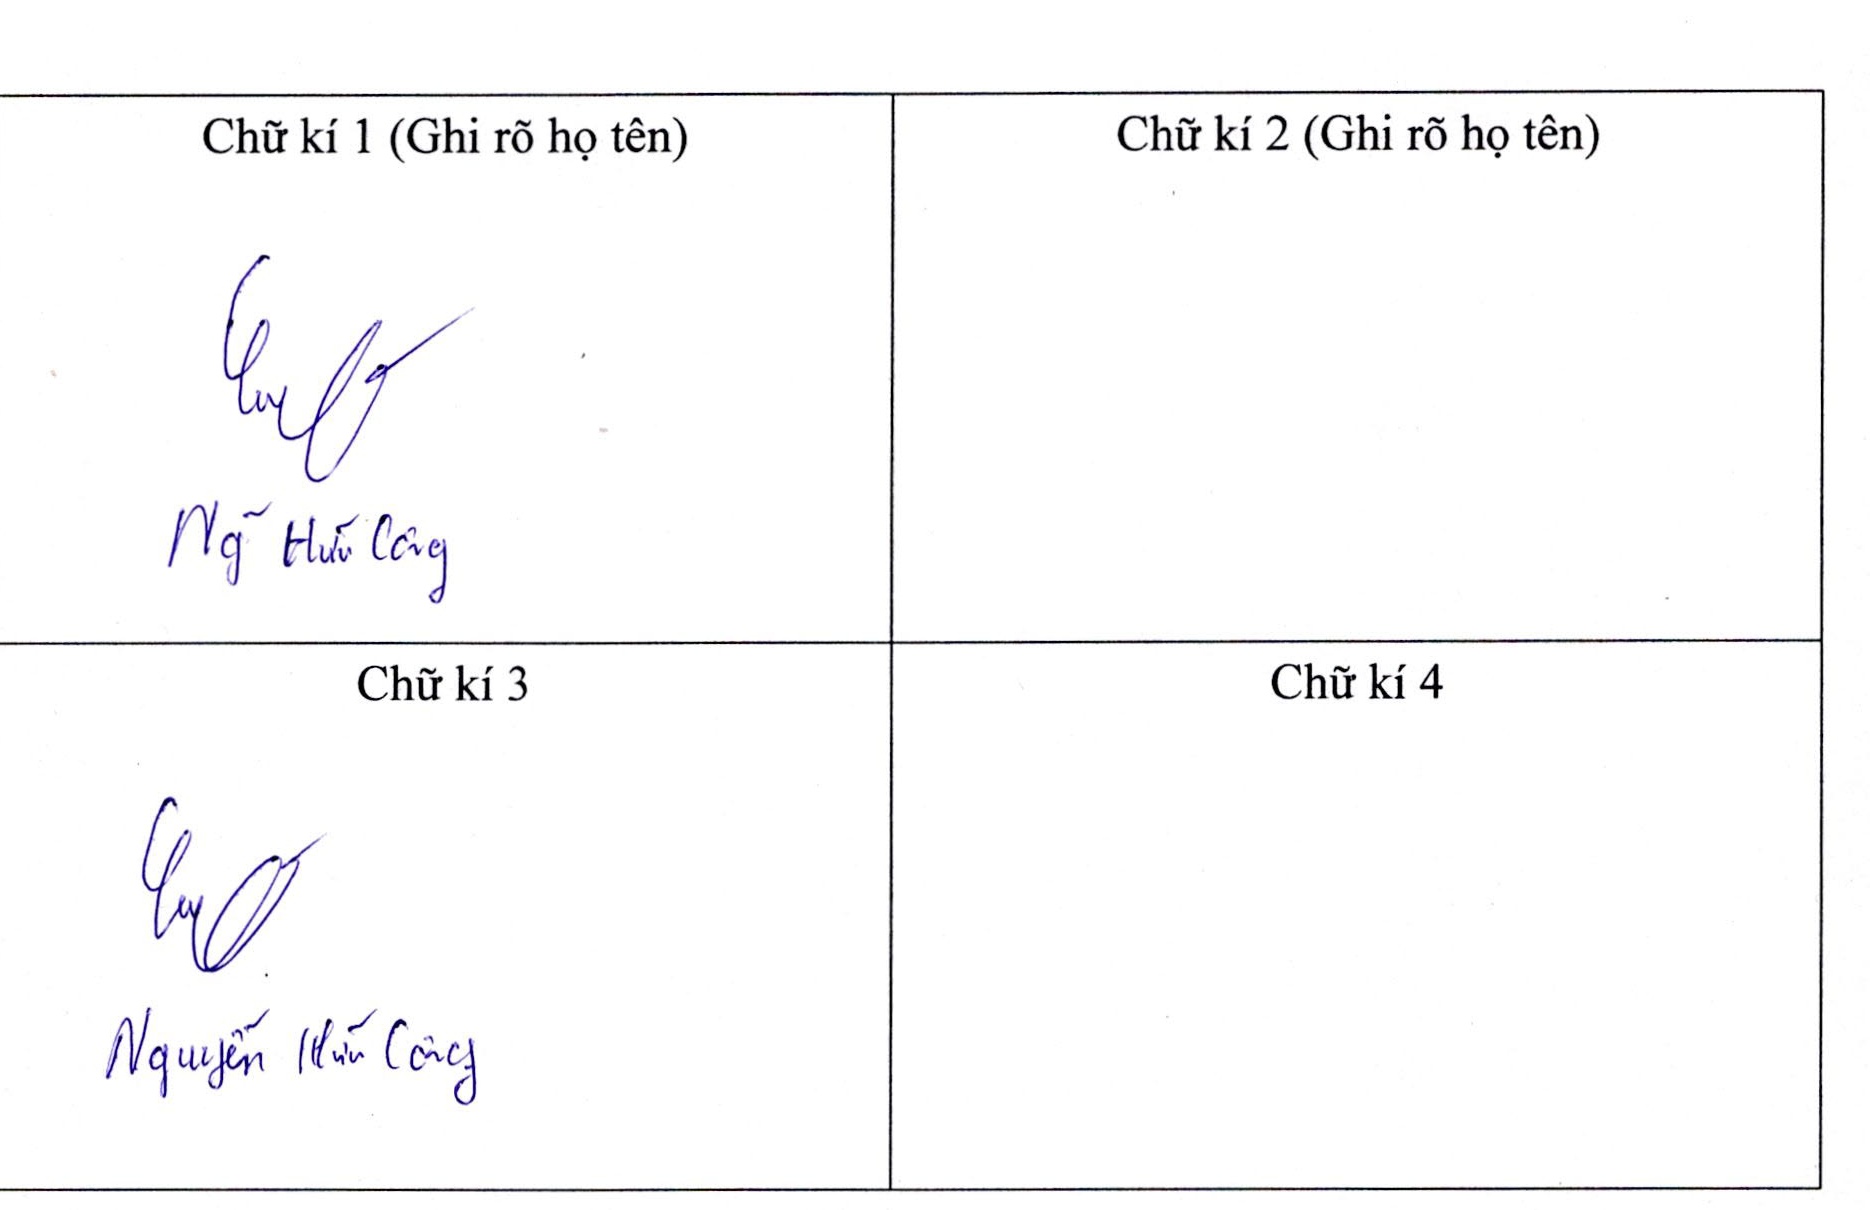 Chữ kí 1 (Ghi rõ họ tên)
Chữ kí 2 (Ghi rõ họ tên)
Ng~ Hữu Công
Chữ kí 3
Chữ kí 4
Nguyễn Hữu Công